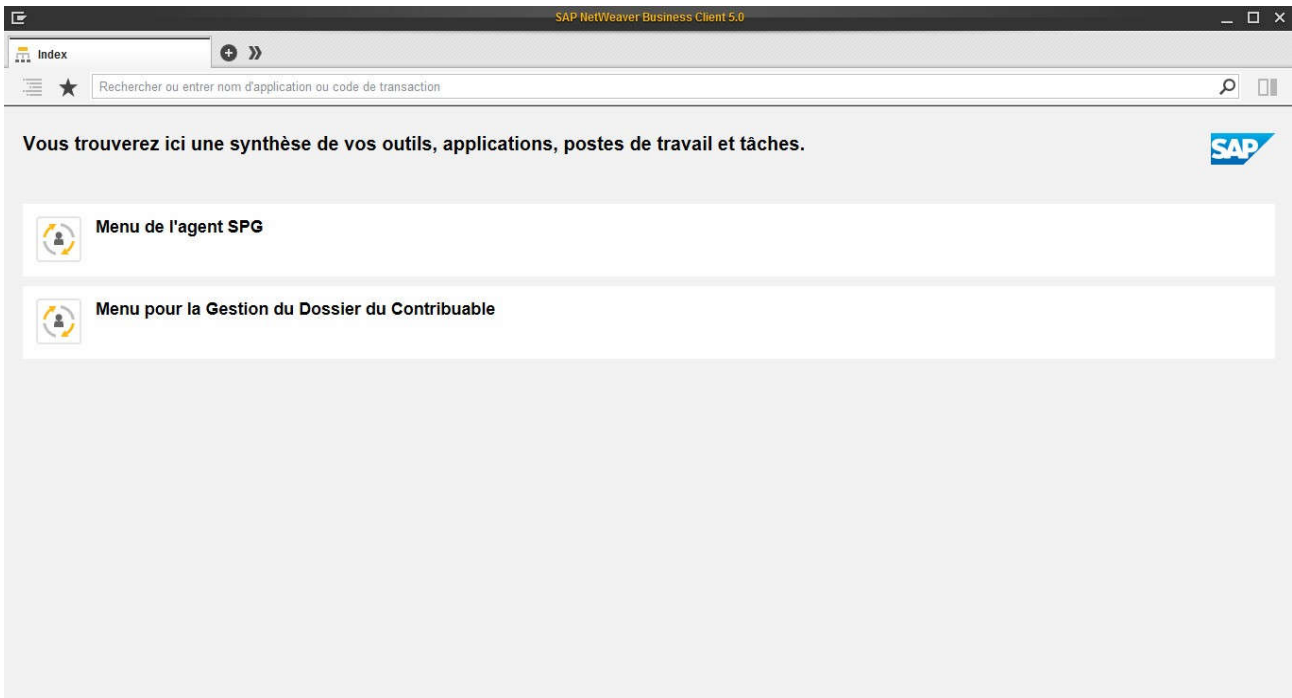 SAP NetWeaver Business Client 5.0
Index
Rechercher ou entrer nom d'application ou code de transaction
Vous trouverez ici une synthèse de vos outils, applications, postes de travail et tâches.
SAP
Menu de l'agent SPG
Menu pour la Gestion du Dossier du Contribuable